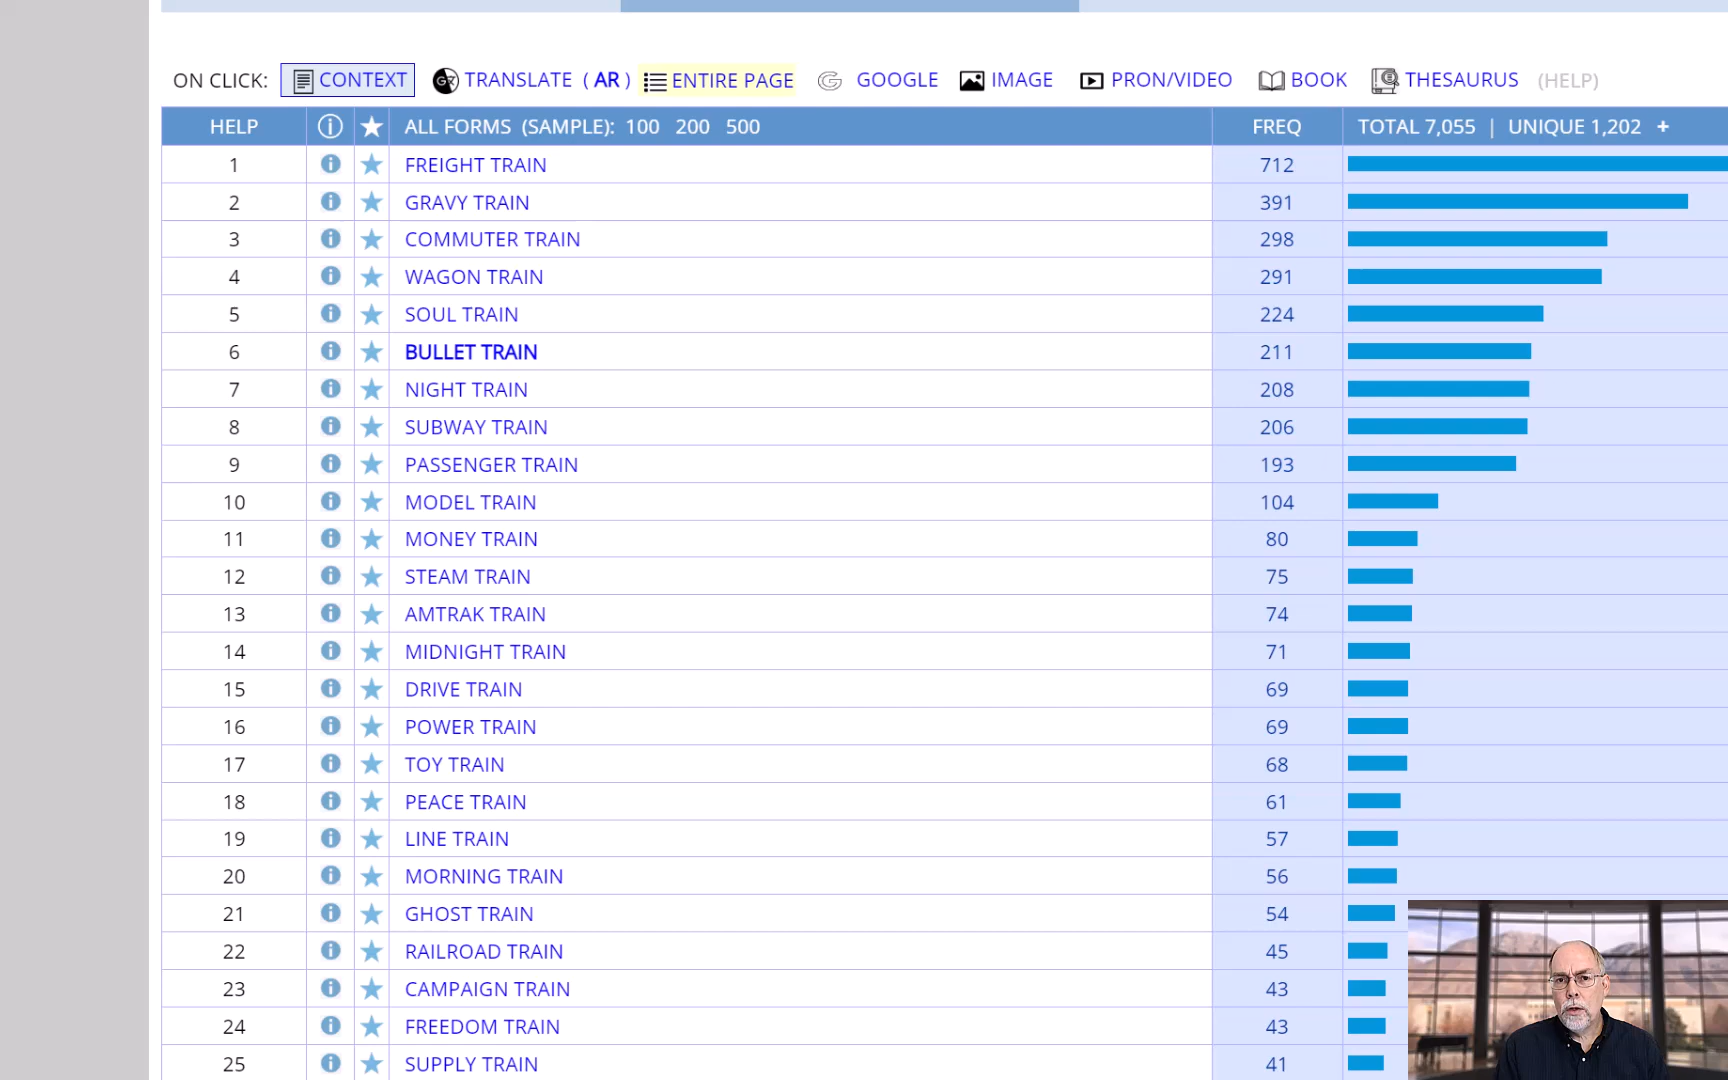 ON CLICK: CONTEXT TRANSLATE ( AR ) ENTIRE PAGE GOOGLE IMAGE PRON/VIDEO BOOK THESAURUS (HELP)
HELP ALL FORMS (SAMPLE): 100 200 500 FREQ TOTAL 7,055 | UNIQUE 1,202 +
1 FREIGHT TRAIN 712
2 GRAVY TRAIN 391
3 COMMUTER TRAIN 298
4 WAGON TRAIN 291
5 SOUL TRAIN 224
6 BULLET TRAIN 211
7 NIGHT TRAIN 208
8 SUBWAY TRAIN 206
9 PASSENGER TRAIN 193
10 MODEL TRAIN 104
11 MONEY TRAIN 80
12 STEAM TRAIN 75
13 AMTRAK TRAIN 74
14 MIDNIGHT TRAIN 71
15 DRIVE TRAIN 69
16 POWER TRAIN 69
17 TOY TRAIN 68
18 PEACE TRAIN 61
19 LINE TRAIN 57
20 MORNING TRAIN 56
21 GHOST TRAIN 54
22 RAILROAD TRAIN 45
23 CAMPAIGN TRAIN 43
24 FREEDOM TRAIN 43
25 SUPPLY TRAIN 41